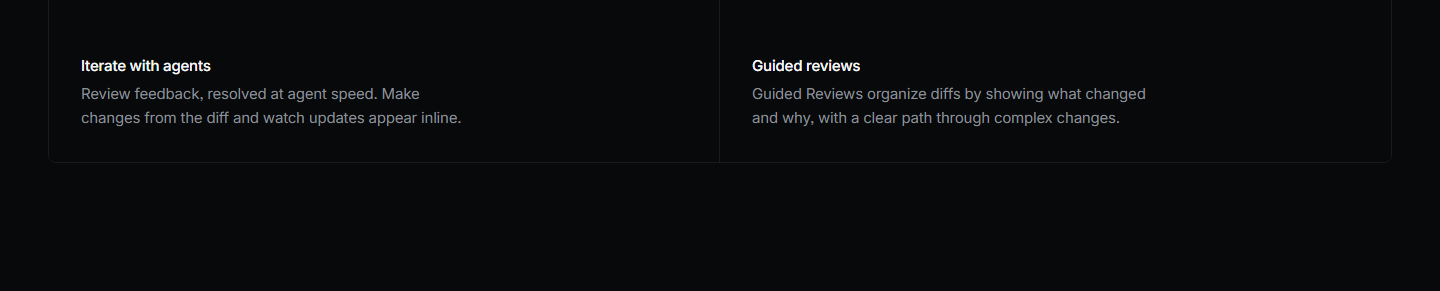 Iterate with agents
Review feedback, resolved at agent speed. Make
changes from the diff and watch updates appear inline.
Guided reviews
Guided Reviews organize diffs by showing what changed
and why, with a clear path through complex changes.